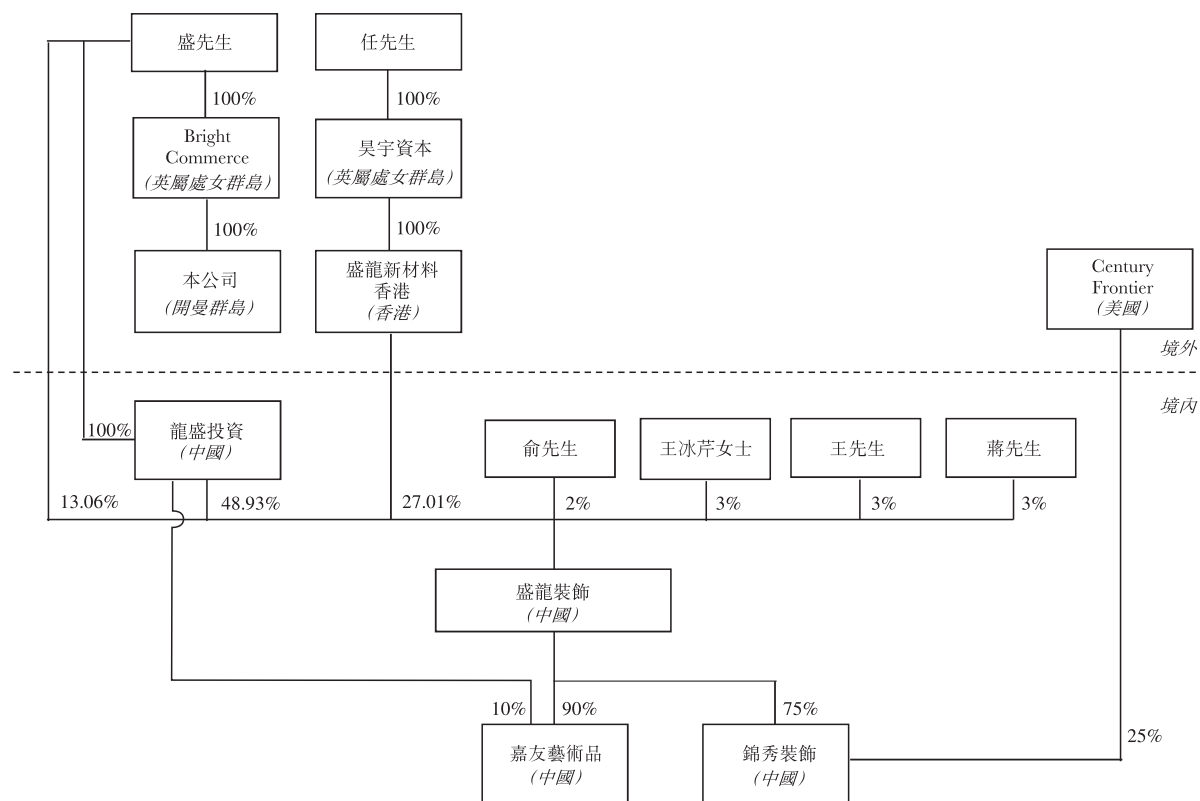 盛先生
任先生
100%
100%
Bright
Commerce
(英屬處女群島)
昊宇資本
(英屬處女群島)
100%
100%
本公司
(開曼群島)
盛龍新材料
香港
(香港)
Century
Frontier
(美國)
境外
境內
100%
龍盛投資
(中國)
俞先生
王冰芹女士
王先生
蔣先生
13.06%
48.93%
27.01%
2%
3%
3%
3%
盛龍裝飾
(中國)
10%
90%
75%
25%
嘉友藝術品
(中國)
錦秀裝飾
(中國)